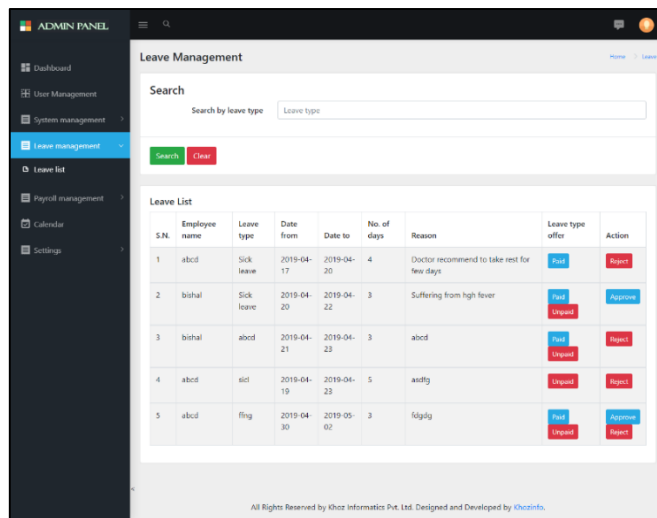 ADMIN PANEL
Dashboard
User Management
System management
Leave management
Leave list
Payroll management
Calendar
Settings
Leave Management
Home Leave
Search
Search by leave type Leave type
Search Clear
Leave List
S.N. Employee name Leave type Date from Date to No. of days Reason Leave type offer Action
1 abcd Sick leave 2019-04-17 2019-04-20 4 Doctor recommend to take rest for few days Paid Reject
2 bishal Sick leave 2019-04-20 2019-04-22 3 Suffering from hgh fever Paid Unpaid Approve
3 bishal abcd 2019-04-21 2019-04-23 3 abcd Paid Unpaid Reject
4 abcd sicl 2019-04-19 2019-04-23 5 asdfg Unpaid Reject
5 abcd 2019-04-30 2019-05-02 3 fdgdg Paid Unpaid Approve Reject
All Rights Reserved by Khoz Informatics Pvt. Ltd. Designed and Developed by Khozinfo.